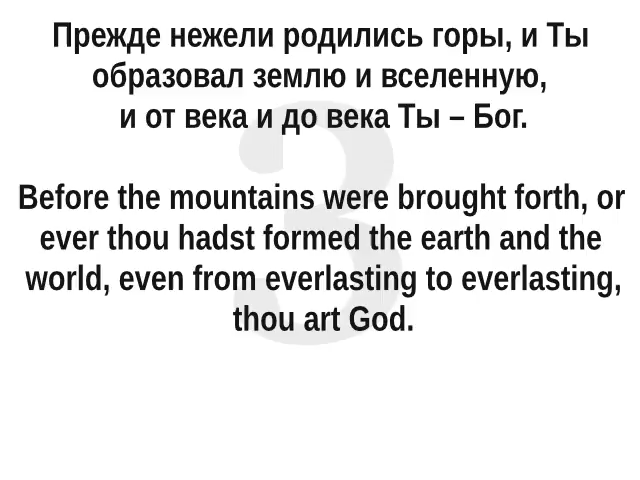 Прежде нежели родились горы, и Ты
образовал землю и вселенную,
и от века и до века Ты – Бог.
Before the mountains were brought forth, or
ever thou hadst formed the earth and the
world, even from everlasting to everlasting,
thou art God.
3